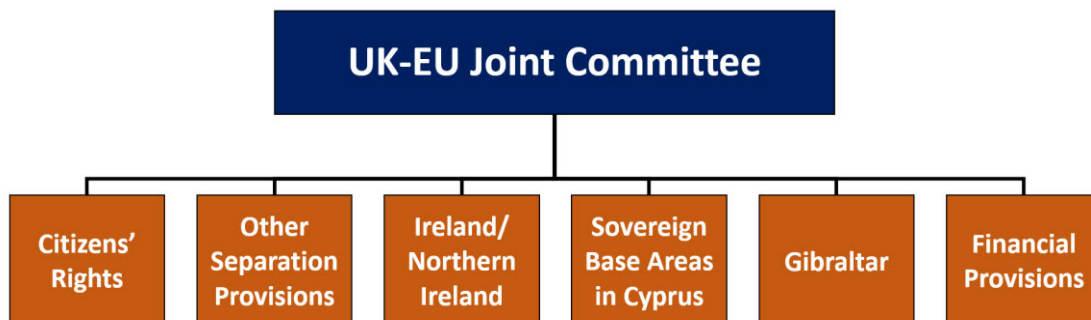 UK-EU Joint Committee
Citizens’
Rights
Other
Separation
Provisions
Ireland/
Northern
Ireland
Sovereign
Base Areas
in Cyprus
Gibraltar
Financial
Provisions